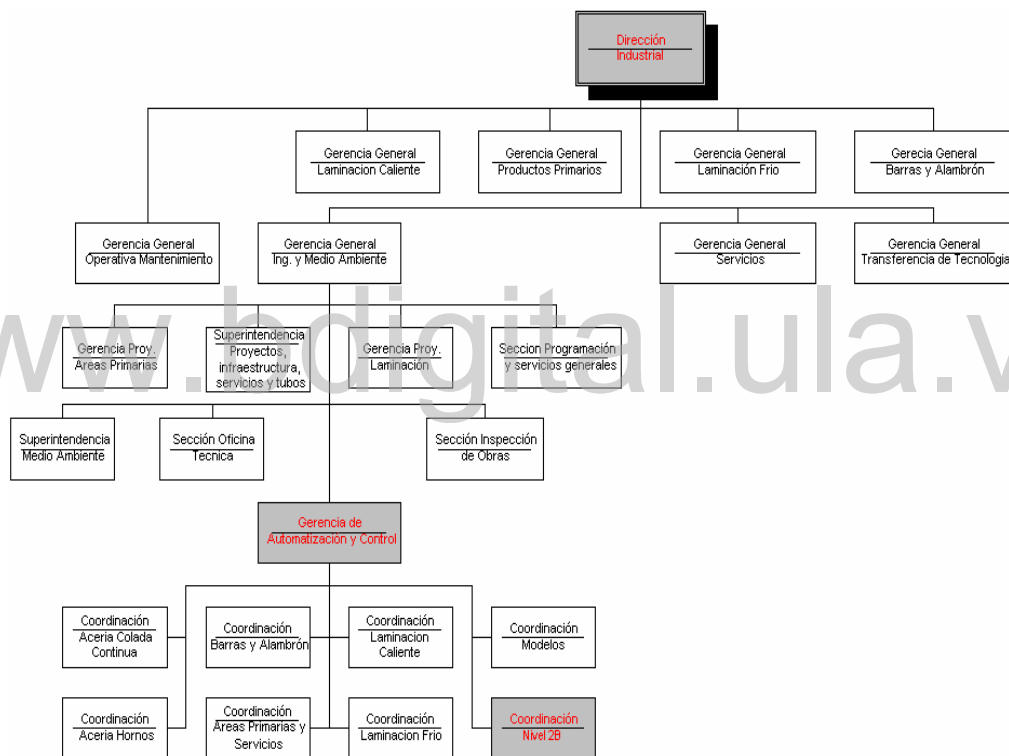 Dirección
Industrial
Gerencia General
Laminacion Caliente
Gerencia General
Productos Primarios
Gerencia General
Laminación Frio
Gerecia General
Barras y Alambrón
Gerencia General
Operativa Mantenimiento
Gerencia General
Ing. y Medio Ambiente
Gerencia General
Servicios
Gerencia General
Transferencia de Tecnologia
www.bdigital.ula.v
Gerencia Proy.
Areas Primarias
Superintendencia
Proyectos,
infraestructura,
servicios y tubos
Gerencia Proy.
Laminación
Seccion Programación
y servicios generales
Superintendencia
Medio Ambiente
Sección Oficina
Tecnica
Sección Inspección
de Obras
Gerencia de
Automatización y Control
Coordinación
Aceria Colada
Continua
Coordinación
Barras y Alambrón
Coordinación
Laminacion
Caliente
Coordinación
Modelos
Coordinación
Aceria Hornos
Coordinación
Areas Primarias y
Servicios
Coordinación
Laminacion Frio
Coordinación
Nivel 2B